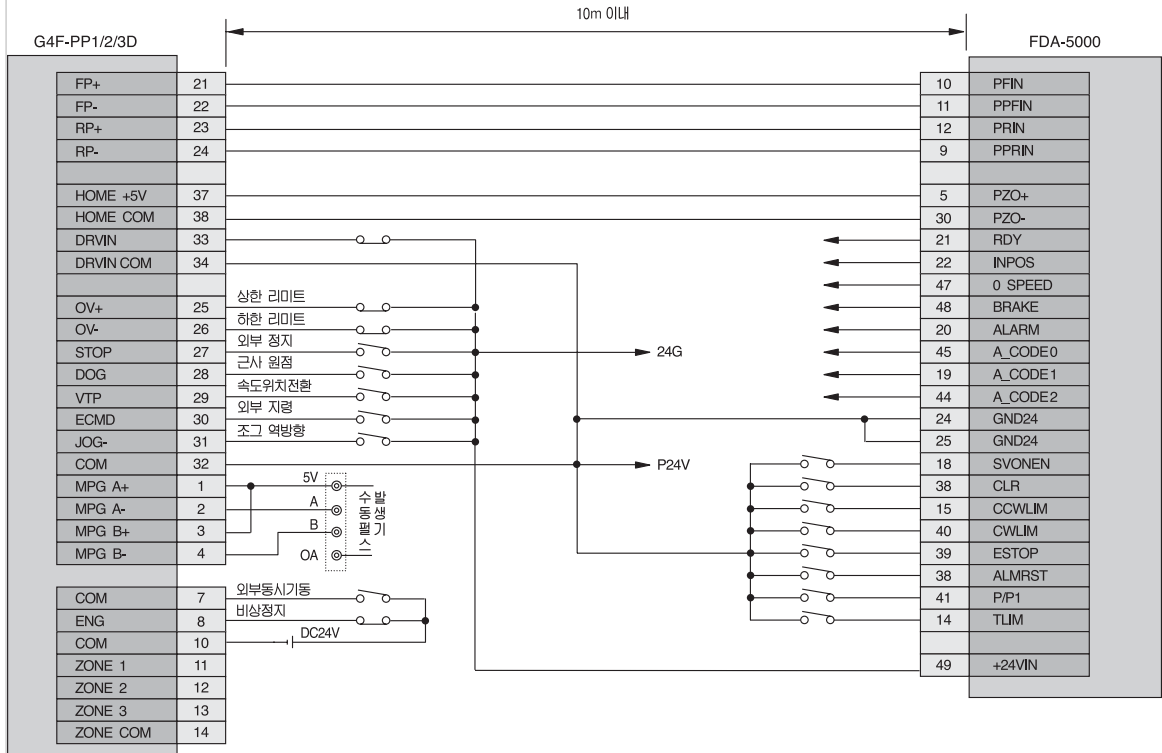 10m 이내
G4F-PP1/2/3D
FDA-5000
FP+ 21 10 PFIN
FP- 22 11 PPFIN
RP+ 23 12 PRIN
RP- 24 9 PPRIN
HOME +5V 37 5 PZO+
HOME COM 38 30 PZO-
DRVIN 33 21 RDY
DRVIN COM 34 22 INPOS
47 0 SPEED
OV+ 25 상한 리미트 48 BRAKE
OV- 26 하한 리미트 20 ALARM
STOP 27 외부 정지 24G 45 A_CODE0
DOG 28 근사 원점 19 A_CODE1
VTP 29 속도위치전환 44 A_CODE2
ECMD 30 외부 지령 24 GND24
JOG- 31 조그 역방향 25 GND24
COM 32 P24V 18 SVONEN
MPG A+ 1 5V 38 CLR
MPG A- 2 A 15 CCWLIM
MPG B+ 3 B 40 CWLIM
MPG B- 4 OA 39 ESTOP
수동펄스
발생기
38 ALMRST
COM 7 외부동시기동 41 P/P1
ENG 8 비상정지 14 TLIM
COM 10 DC24V
ZONE 1 11 49 +24VIN
ZONE 2 12
ZONE 3 13
ZONE COM 14